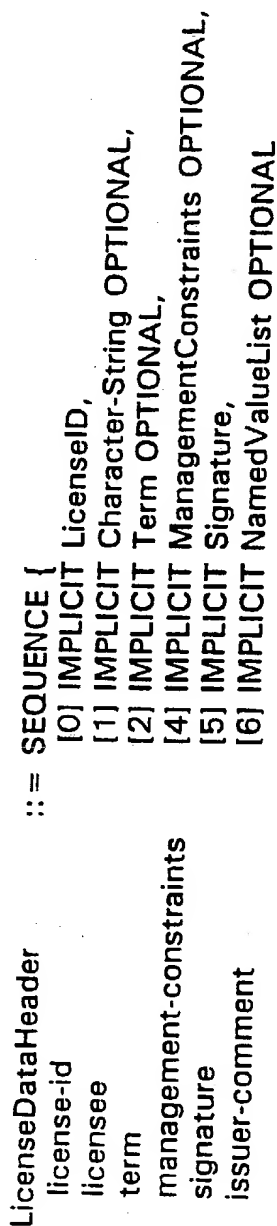 LicenseDataHeader ::= SEQUENCE {
license-id [0] IMPLICIT LicenseID,
licensee [1] IMPLICIT Character-String OPTIONAL,
term [2] IMPLICIT Term OPTIONAL,
management-constraints [4] IMPLICIT ManagementConstraints OPTIONAL,
signature [5] IMPLICIT Signature,
issuer-comment [6] IMPLICIT NamedValueList OPTIONAL